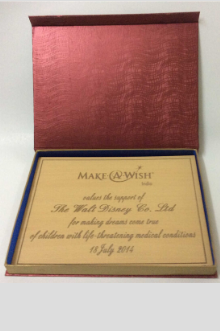 MAKE-A-WISH
INDIA
values the support of
The Walt Disney Co. Ltd
for making dreams come true
of children with life-threatening medical conditions
18 July 2014